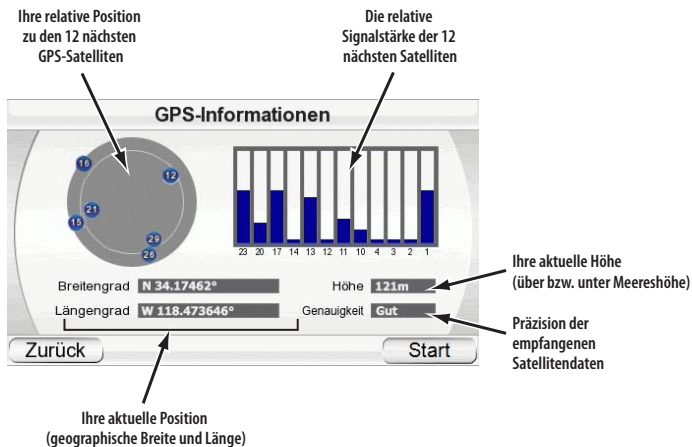 Ihre relative Position
zu den 12 nächsten
GPS-Satelliten
Die relative
Signalstärke der 12
nächsten Satelliten
GPS-Informationen
16
12
21
15
29
26
23 20 17 14 13 12 11 10 4 3 2 1
Breitengrad N 34.17462°
Höhe 121m
Längengrad W 118.473646°
Genauigkeit Gut
Zurück
Start
Ihre aktuelle Höhe
(über bzw. unter Meereshöhe)
Präzision der
empfangenen
Satellitendaten
Ihre aktuelle Position
(geographische Breite und Länge)